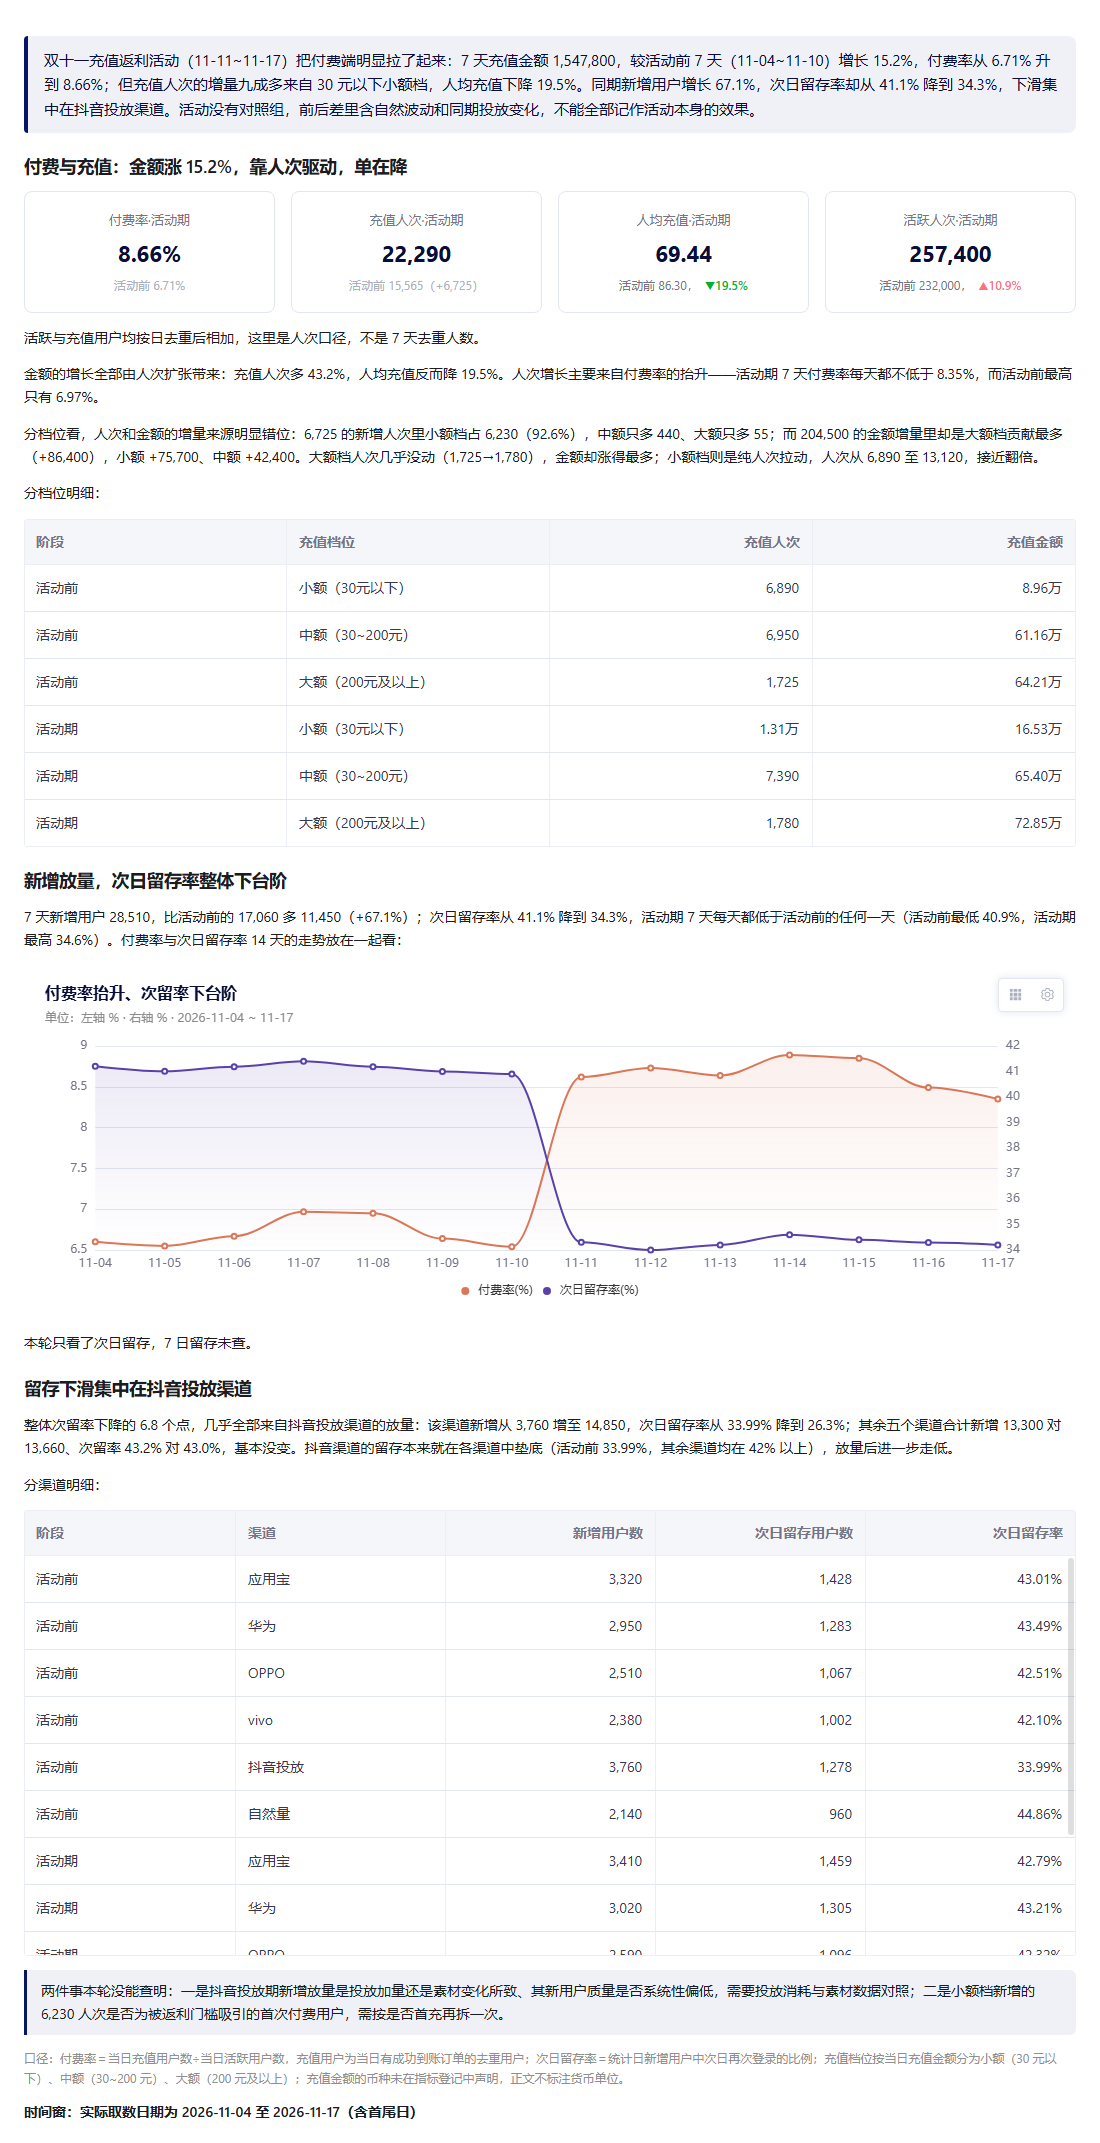 双十一充值返利活动（11-11~11-17）把付费端明显拉了起来：7 天充值金额 1,547,800，较活动前 7 天（11-04~11-10）增长 15.2%，付费率从 6.71% 升
到 8.66%；但充值人次的增量九成多来自 30 元以下小额档，人均充值下降 19.5%。同期新增用户增长 67.1%，次日留存率却从 41.1% 降到 34.3%，下滑集
中在抖音投放渠道。活动没有对照组，前后差里含自然波动和同期投放变化，不能全部记作活动本身的效果。
付费与充值：金额涨 15.2%，靠人次驱动，单在降
付费率·活动期
8.66%
活动前 6.71%
充值人次·活动期
22,290
活动前 15,565（+6,725）
人均充值·活动期
69.44
活动前 86.30， ▼19.5%
活跃人次·活动期
257,400
活动前 232,000， ▲10.9%
活跃与充值用户均按日去重后相加，这里是人次口径，不是 7 天去重人数。
金额的增长全部由人次扩张带来：充值人次多 43.2%，人均充值反而降 19.5%。人次增长主要来自付费率的抬升——活动期 7 天付费率每天都不低于 8.35%，而活动前最高
只有 6.97%。
分档位看，人次和金额的增量来源明显错位：6,725 的新增人次里小额档占 6,230（92.6%），中额只多 440、大额只多 55；而 204,500 的金额增量里却是大额档贡献最多
（+86,400），小额 +75,700、中额 +42,400。大额档人次几乎没动（1,725→1,780），金额却涨得最多；小额档则是纯人次拉动，人次从 6,890 至 13,120，接近翻倍。
分档位明细：
阶段 充值档位 充值人次 充值金额
活动前 小额（30元以下） 6,890 8.96万
活动前 中额（30~200元） 6,950 61.16万
活动前 大额（200元及以上） 1,725 64.21万
活动期 小额（30元以下） 1.31万 16.53万
活动期 中额（30~200元） 7,390 65.40万
活动期 大额（200元及以上） 1,780 72.85万
新增放量，次日留存率整体下台阶
7 天新增用户 28,510，比活动前的 17,060 多 11,450（+67.1%）；次日留存率从 41.1% 降到 34.3%，活动期 7 天每天都低于活动前的任何一天（活动前最低 40.9%，活动期
最高 34.6%）。付费率与次日留存率 14 天的走势放在一起看：
付费率抬升、次留率下台阶
单位：左轴 % · 右轴 % · 2026-11-04 ~ 11-17
9 42
41
8.5
40
8 39
38
7.5
37
7 36
35
6.5 34
11-04 11-05 11-06 11-07 11-08 11-09 11-10 11-11 11-12 11-13 11-14 11-15 11-16 11-17
付费率(%) 次日留存率(%)
本轮只看了次日留存，7 日留存未查。
留存下滑集中在抖音投放渠道
整体次留率下降的 6.8 个点，几乎全部来自抖音投放渠道的放量：该渠道新增从 3,760 增至 14,850，次日留存率从 33.99% 降到 26.3%；其余五个渠道合计新增 13,300 对
13,660、次留率 43.2% 对 43.0%，基本没变。抖音渠道的留存本来就在各渠道中垫底（活动前 33.99%，其余渠道均在 42% 以上），放量后进一步走低。
分渠道明细：
阶段 渠道 新增用户数 次日留存用户数 次日留存率
活动前 应用宝 3,320 1,428 43.01%
活动前 华为 2,950 1,283 43.49%
活动前 OPPO 2,510 1,067 42.51%
活动前 vivo 2,380 1,002 42.10%
活动前 抖音投放 3,760 1,278 33.99%
活动前 自然量 2,140 960 44.86%
活动期 应用宝 3,410 1,459 42.79%
活动期 华为 3,020 1,305 43.21%
活动期 OPPO 2,590 1,096 42.32%
两件事本轮没能查明：一是抖音投放期新增放量是投放加量还是素材变化所致、其新用户质量是否系统性偏低，需要投放消耗与素材数据对照；二是小额档新增的
6,230 人次是否为被返利门槛吸引的首次付费用户，需按是否首充再拆一次。
口径：付费率＝当日充值用户数÷当日活跃用户数，充值用户为当日有成功到账订单的去重用户；次日留存率＝统计日新增用户中次日再次登录的比例；充值档位按当日充值金额分为小额（30 元以
下）、中额（30~200 元）、大额（200 元及以上）；充值金额的币种未在指标登记中声明，正文不标注货币单位。
时间窗：实际取数日期为 2026-11-04 至 2026-11-17（含首尾日）